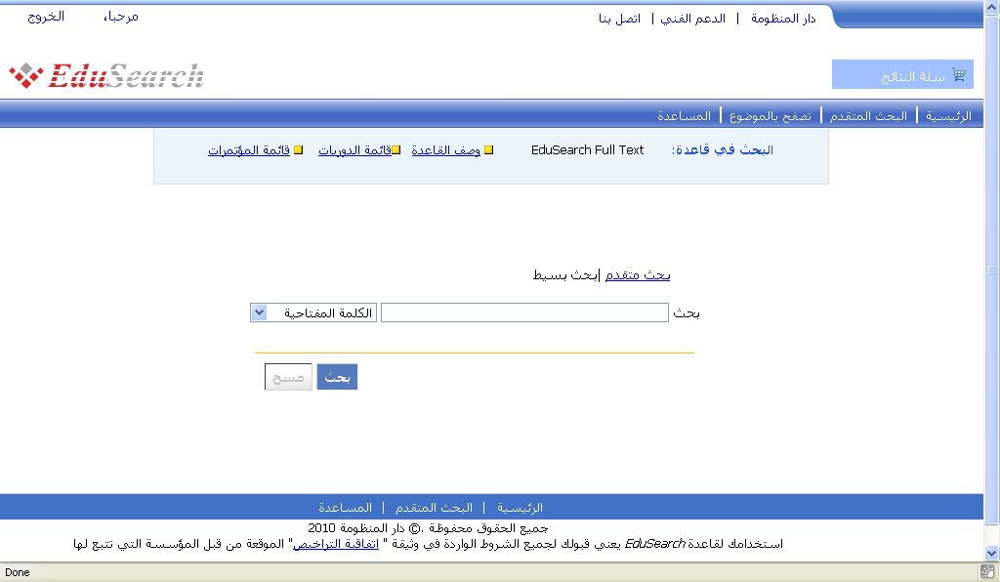 دار المنظومة | الدعم الفني | اتصل بنا
مرحبا، الخروج
EduSearch
سلة النتائج
الرئيسية | البحث المتقدم | تصفح بالموضوع | المساعدة
البحث في قاعدة: EduSearch Full Text وصف القاعدة قائمة الدوريات قائمة المؤتمرات
بحث متقدم |بحث بسيط
بحث الكلمة المفتاحية
بحث مسح
الرئيسية | البحث المتقدم | المساعدة
جميع الحقوق محفوظة .© دار المنظومة 2010
استخدامك لقاعدة EduSearch يعني قبولك لجميع الشروط الواردة في وثيقة " اتفاقية التراخيص" الموقعة من قبل المؤسسة التي تتبع لها
Done